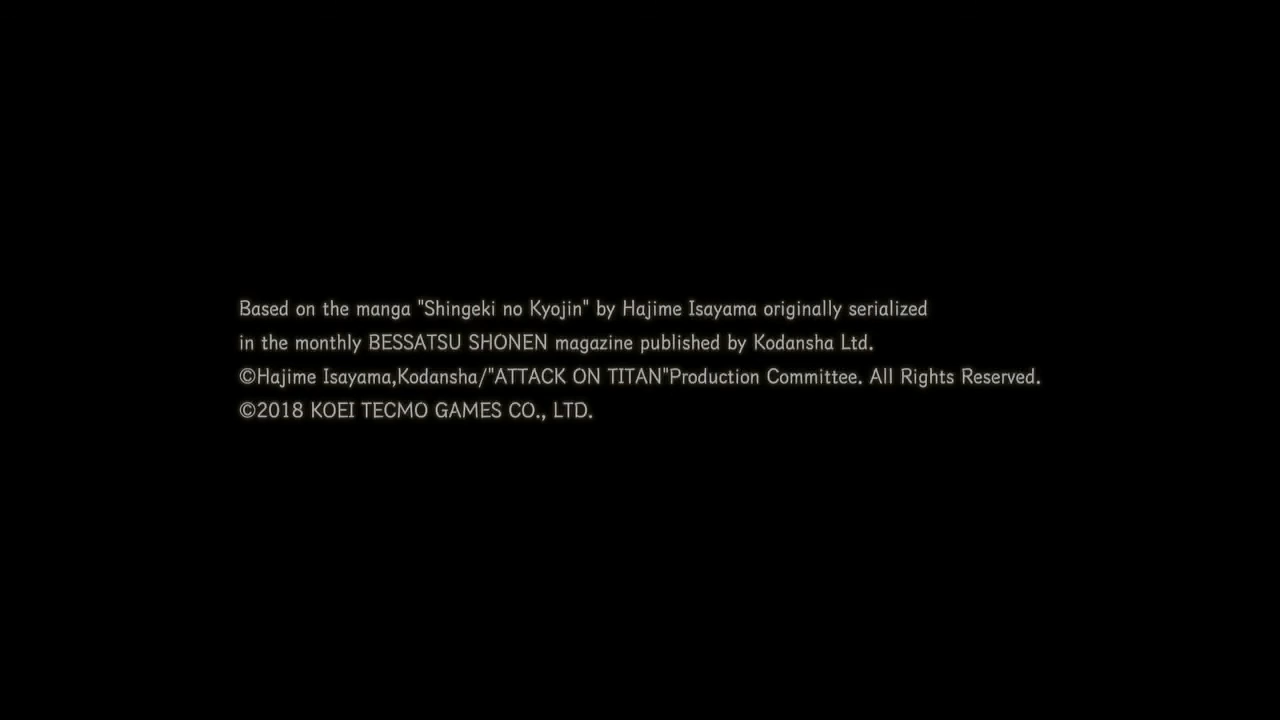 Based on the manga "Shingeki no Kyojin" by Hajime Isayama originally serialized
in the monthly BESSATSU SHONEN magazine published by Kodansha Ltd.
©Hajime Isayama,Kodansha/"ATTACK ON TITAN"Production Committee. All Rights Reserved.
©2018 KOEI TECMO GAMES CO., LTD.